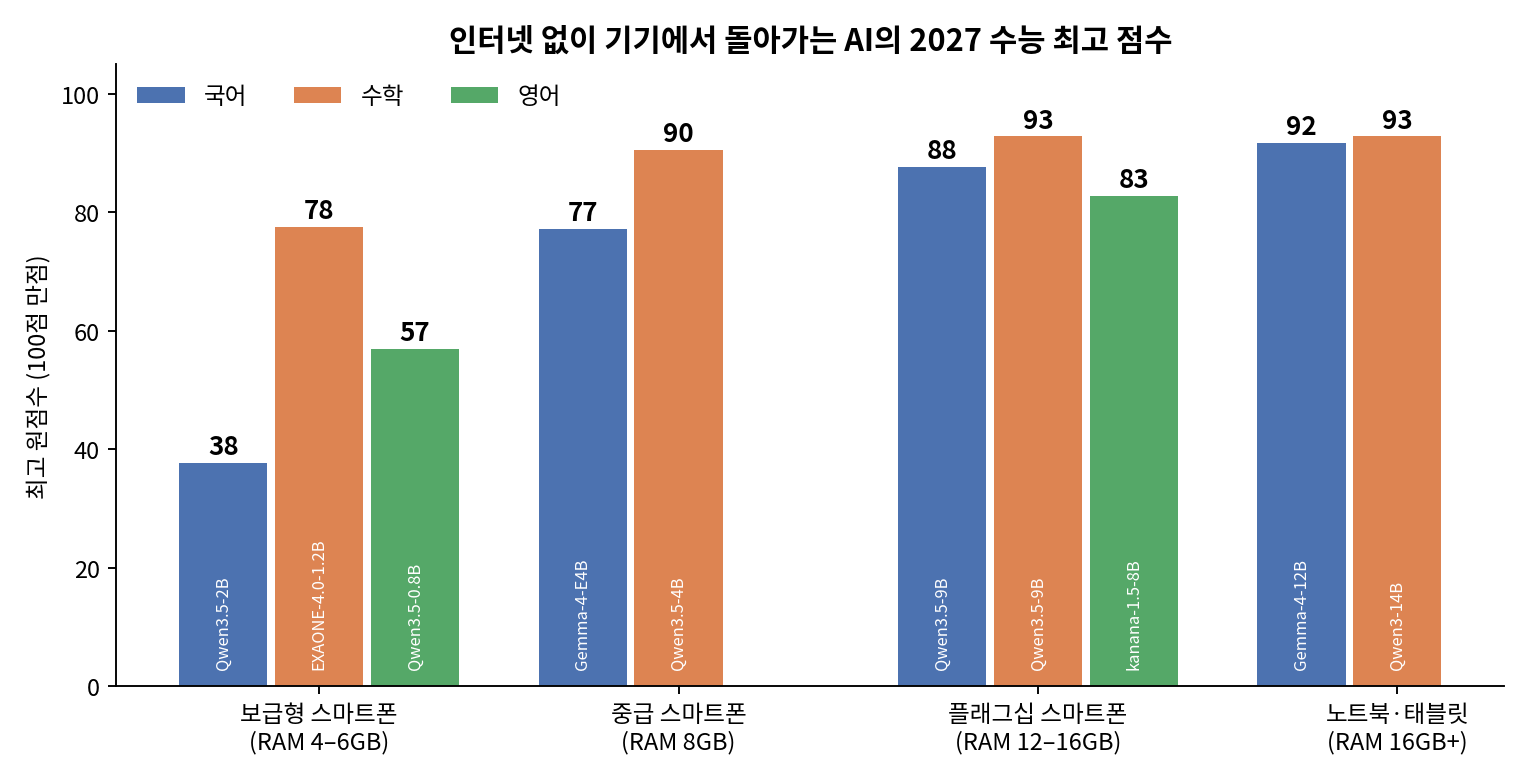 인터넷 없이 기기에서 돌아가는 AI의 2027 수능 최고 점수
국어 수학 영어
최고 원점수 (100점 만점)
100
80
60
40
20
0
38
78
57
77
90
88
93
83
92
93
Qwen3.5-2B
EXAONE-4.0-1.2B
Qwen3.5-0.8B
Gemma-4-E4B
Qwen3.5-4B
Qwen3.5-9B
Qwen3.5-9B
kanana-1.5-8B
Gemma-4-12B
Qwen3-14B
보급형 스마트폰
(RAM 4–6GB)
중급 스마트폰
(RAM 8GB)
플래그십 스마트폰
(RAM 12–16GB)
노트북·태블릿
(RAM 16GB+)